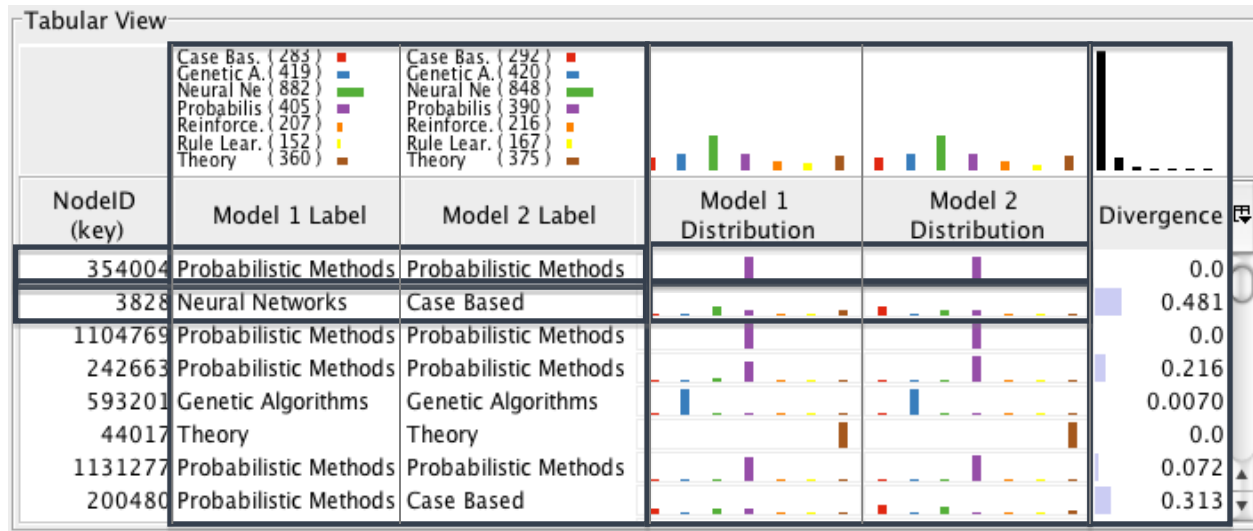 Tabular View
Case Bas. ( 283 ) Case Bas. ( 292 )
Genetic A. ( 419 ) Genetic A. ( 420 )
Neural Ne ( 882 ) Neural Ne ( 848 )
Probabilis ( 405 ) Probabilis ( 390 )
Reinforce. ( 207 ) Reinforce. ( 216 )
Rule Lear. ( 152 ) Rule Lear. ( 167 )
Theory ( 360 ) Theory ( 375 )
NodeID (key) Model 1 Label Model 2 Label Model 1 Distribution Model 2 Distribution Divergence
354004 Probabilistic Methods Probabilistic Methods 0.0
3828 Neural Networks Case Based 0.481
1104769 Probabilistic Methods Probabilistic Methods 0.0
242663 Probabilistic Methods Probabilistic Methods 0.216
593201 Genetic Algorithms Genetic Algorithms 0.0070
44017 Theory Theory 0.0
1131277 Probabilistic Methods Probabilistic Methods 0.072
200480 Probabilistic Methods Case Based 0.313